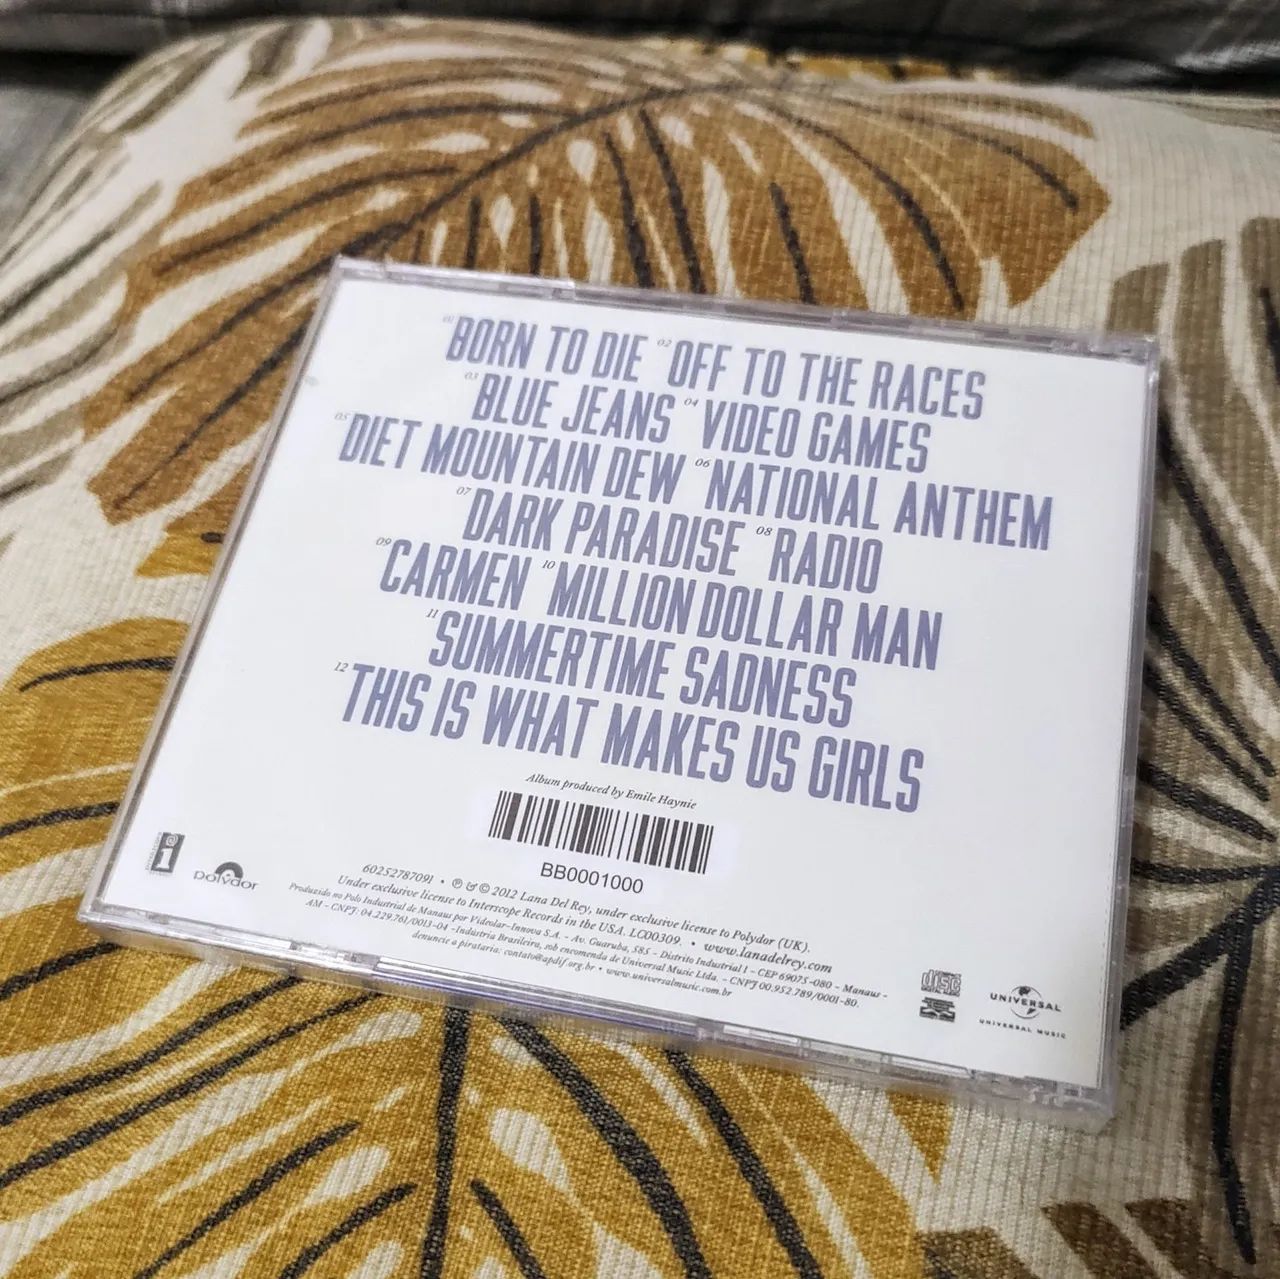 01 BORN TO DIE 02 OFF TO THE RACES
03 BLUE JEANS 04 VIDEO GAMES
05 DIET MOUNTAIN DEW 06 NATIONAL ANTHEM
07 DARK PARADISE 08 RADIO
09 CARMEN 10 MILLION DOLLAR MAN
11 SUMMERTIME SADNESS
12 THIS IS WHAT MAKES US GIRLS
Album produced by Emile Haynie
BB0001000
polydor
60252787091 • ℗ & © 2012 Lana Del Rey, under exclusive license to Polydor (UK).
Under exclusive license to Interscope Records in the USA. LC00309. • www.lanadelrey.com
Produzido no Polo Industrial de Manaus por Videolar-Innova S.A. - Av. Guaruba, 585 - Distrito Industrial I - CEP 69075-080 - Manaus -
AM - CNPJ: 04.229.761/0013-04 -Indústria Brasileira, sob encomenda de Universal Music Ltda. - CNPJ 00.952.789/0001-80.
denuncie a pirataria: contato@apdif.org.br • www.universalmusic.com.br
disc
UNIVERSAL
UNIVERSAL MUSIC